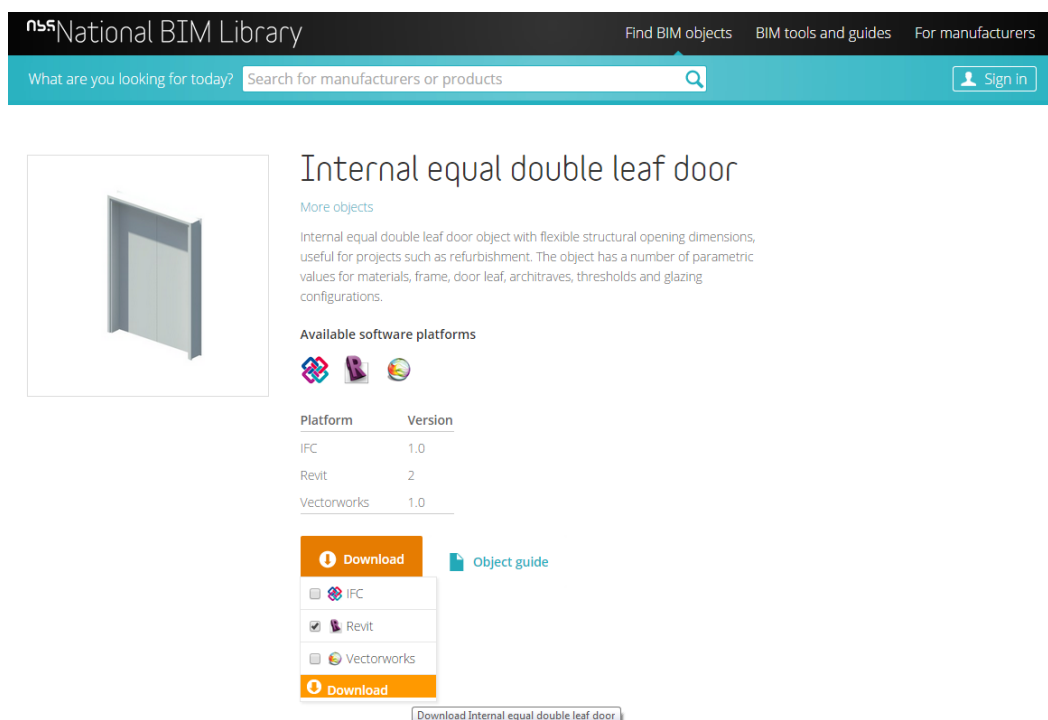 nbs National BIM Library
Find BIM objects BIM tools and guides For manufacturers
What are you looking for today? Search for manufacturers or products Sign in
Internal equal double leaf door
More objects
Internal equal double leaf door object with flexible structural opening dimensions,
useful for projects such as refurbishment. The object has a number of parametric
values for materials, frame, door leaf, architraves, thresholds and glazing
configurations.
Available software platforms
Platform Version
IFC 1.0
Revit 2
Vectorworks 1.0
Download Object guide
IFC
Revit
Vectorworks
Download
Download Internal equal double leaf door